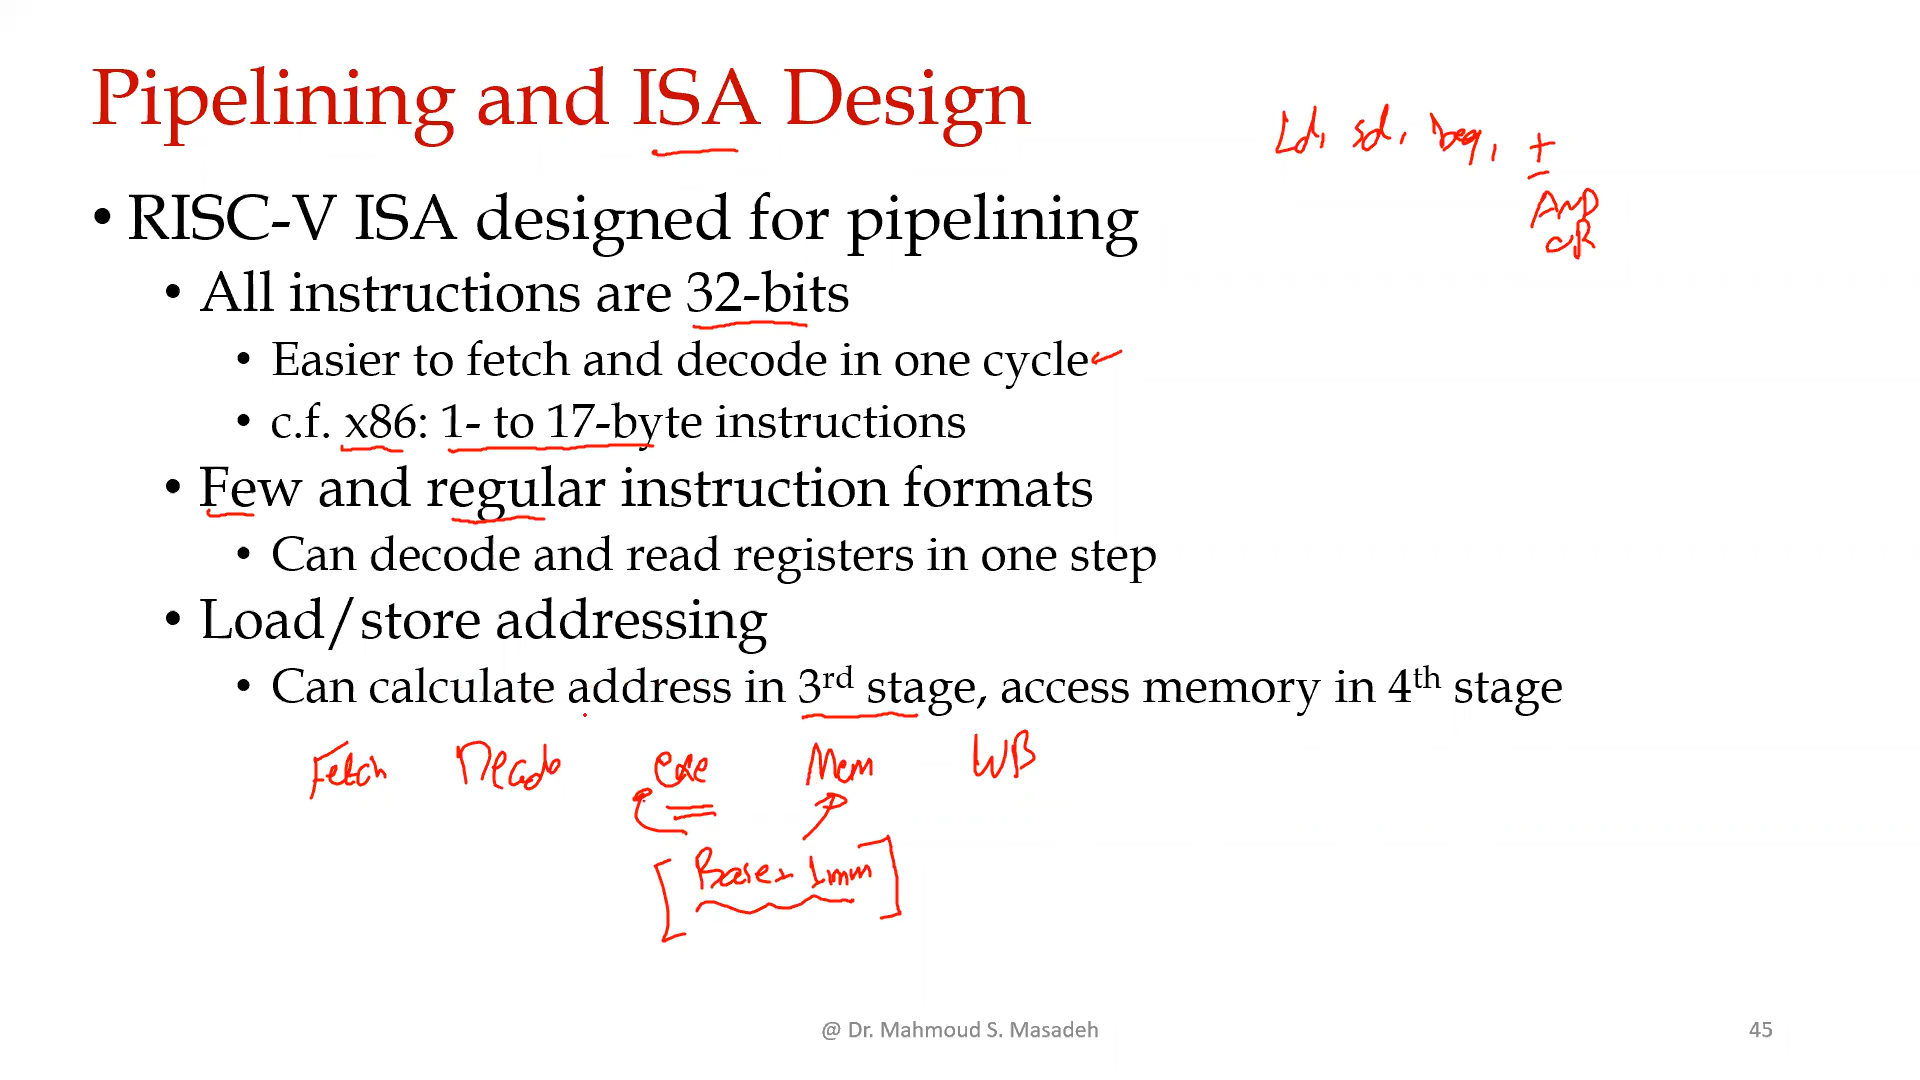 Pipelining and ISA Design
Ld, sd, beq, +
AND
OR
• RISC-V ISA designed for pipelining
• All instructions are 32-bits
• Easier to fetch and decode in one cycle
• c.f. x86: 1- to 17-byte instructions
• Few and regular instruction formats
• Can decode and read registers in one step
• Load/store addressing
• Can calculate address in 3rd stage, access memory in 4th stage
Fetch Decode exe Mem WB
[Base + Imm]
@ Dr. Mahmoud S. Masadeh
45